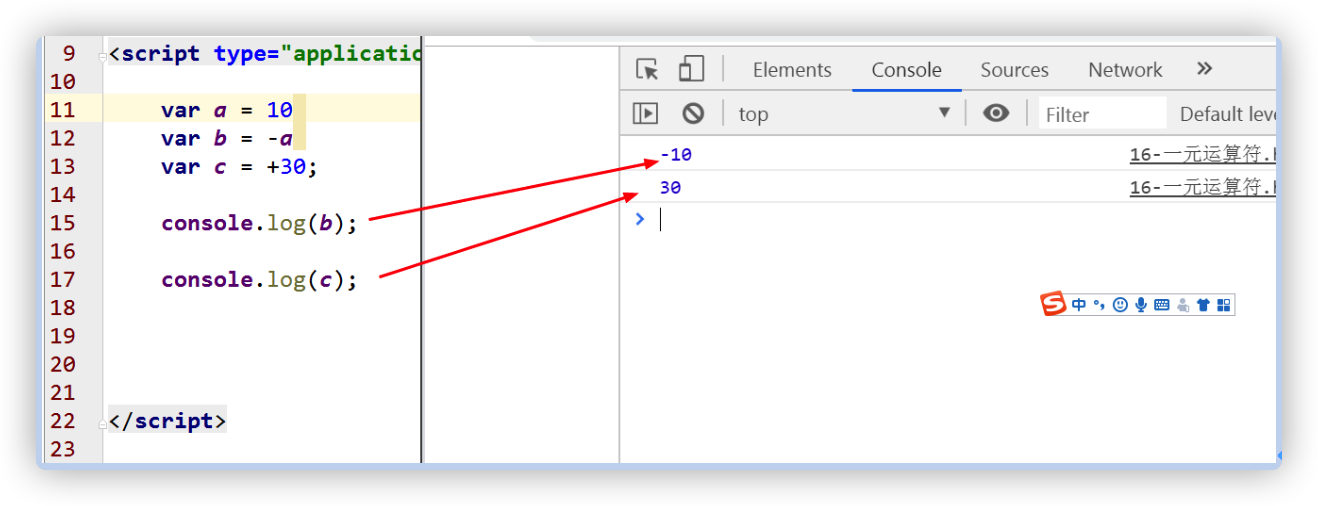 9 <script type="applicatic
10
11 var a = 10
12 var b = -a
13 var c = +30;
14
15 console.log(b);
16
17 console.log(c);
18
19
20
21
22 </script>
23
Elements Console Sources Network »
top ▼ Filter Default leve
-10 16-一元运算符.h
30 16-一元运算符.h
>
S 中 °,